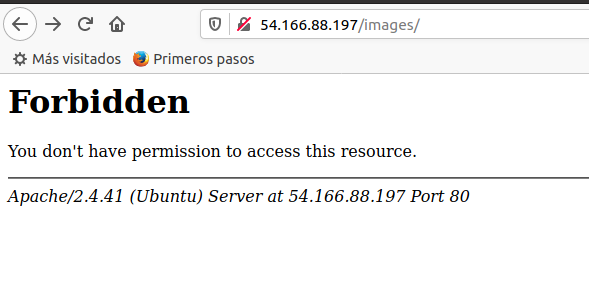 54.166.88.197/images/
Más visitados Primeros pasos
Forbidden
You don't have permission to access this resource.
Apache/2.4.41 (Ubuntu) Server at 54.166.88.197 Port 80